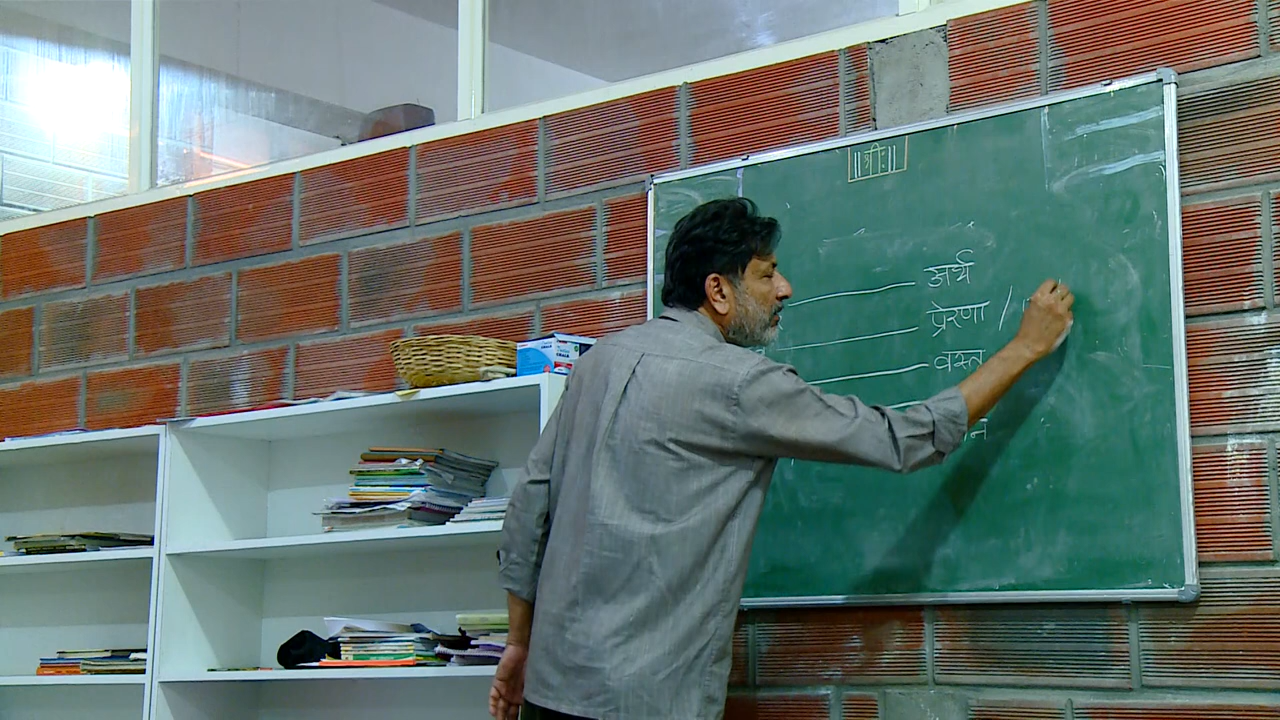 ॥श्रीः॥
अर्थ
प्रेरणा /
वस्तु